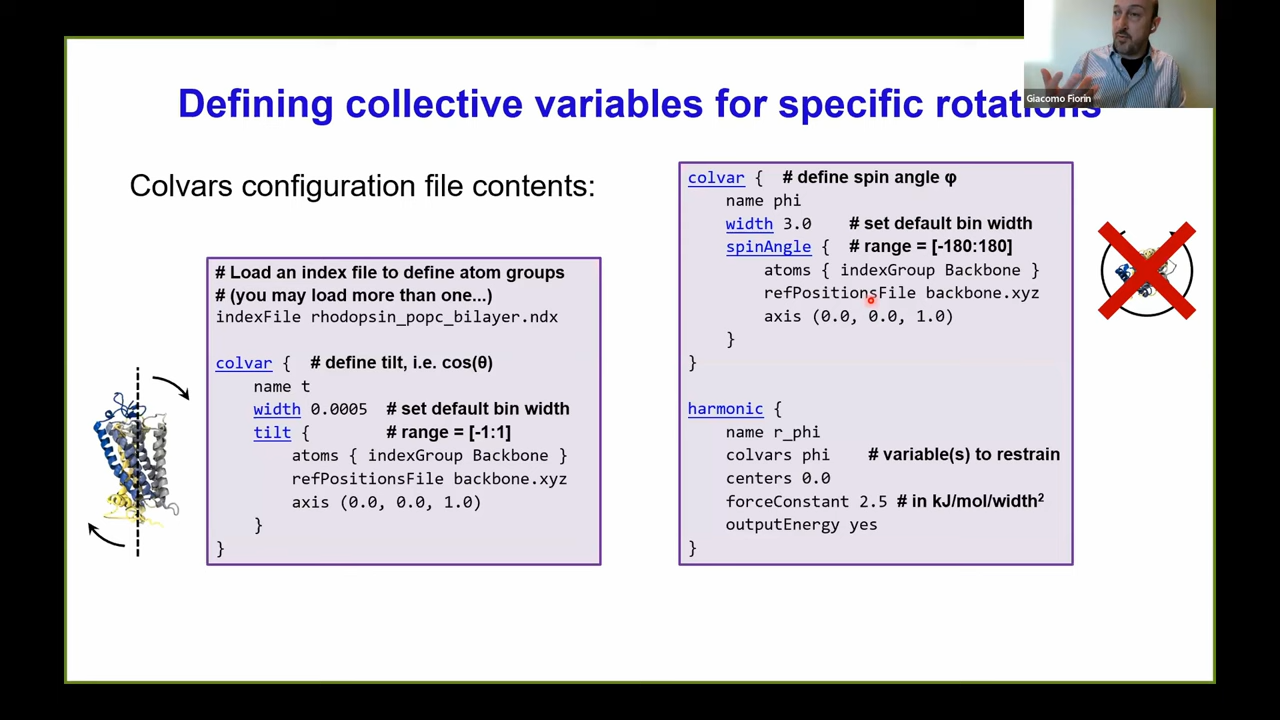 Defining collective variables for specific rotations
Giacomo Fiorin
Colvars configuration file contents:
# Load an index file to define atom groups
# (you may load more than one...)
indexFile rhodopsin_popc_bilayer.ndx
colvar { # define tilt, i.e. cos(θ)
name t
width 0.0005 # set default bin width
tilt { # range = [-1:1]
atoms { indexGroup Backbone }
refPositionsFile backbone.xyz
axis (0.0, 0.0, 1.0)
}
}
colvar { # define spin angle φ
name phi
width 3.0 # set default bin width
spinAngle { # range = [-180:180]
atoms { indexGroup Backbone }
refPositionsFile backbone.xyz
axis (0.0, 0.0, 1.0)
}
}
harmonic {
name r_phi
colvars phi # variable(s) to restrain
centers 0.0
forceConstant 2.5 # in kJ/mol/width²
outputEnergy yes
}